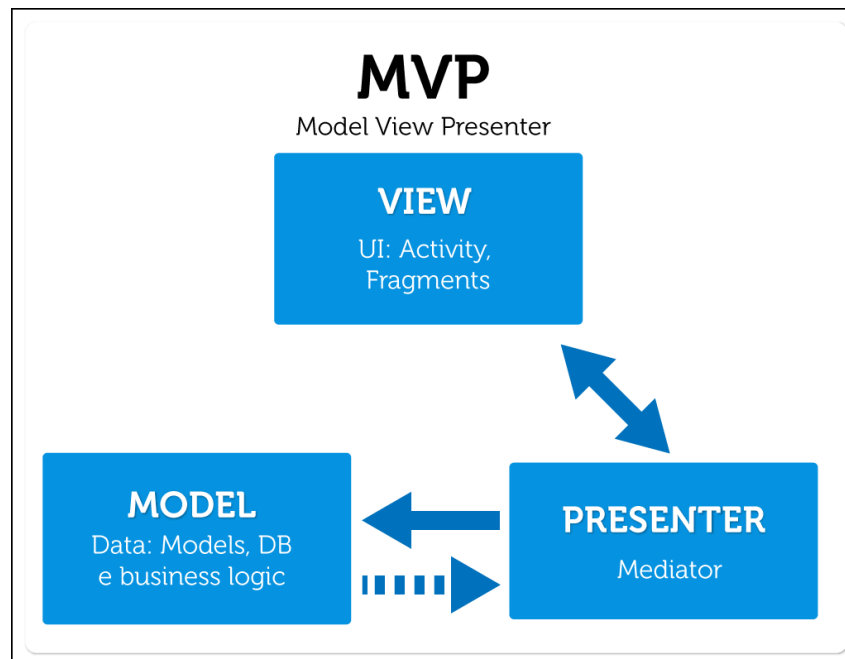 MVP
Model View Presenter
VIEW
UI: Activity,
Fragments
MODEL
Data: Models, DB
e business logic
PRESENTER
Mediator